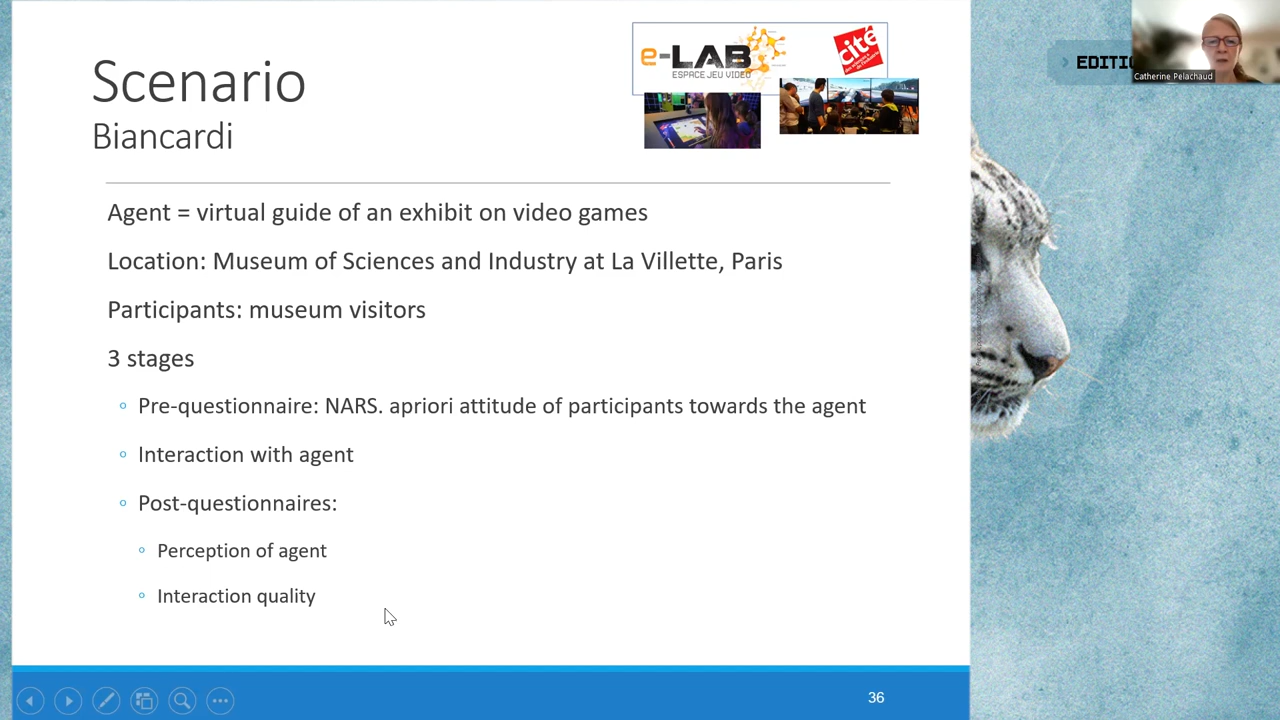 Scenario
Biancardi
e-LAB
ESPACE JEU VIDÉO
cité
EDITIO
Catherine Pelachaud
Agent = virtual guide of an exhibit on video games
Location: Museum of Sciences and Industry at La Villette, Paris
Participants: museum visitors
3 stages
Pre-questionnaire: NARS. apriori attitude of participants towards the agent
Interaction with agent
Post-questionnaires:
Perception of agent
Interaction quality
36